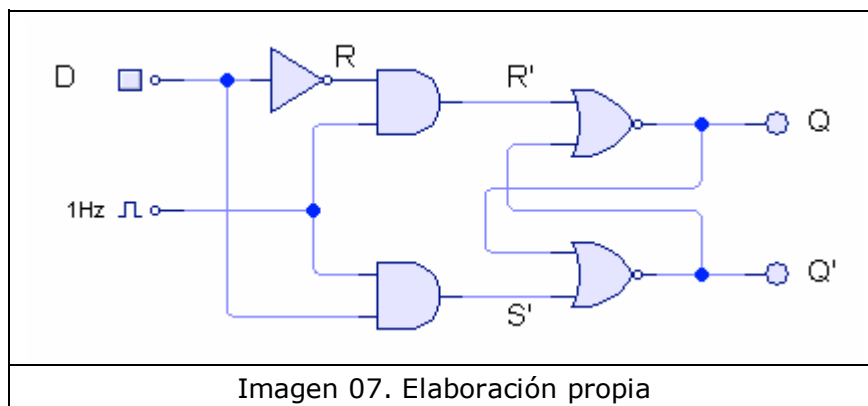 D
R
R'
Q
1Hz
Q'
S'
Imagen 07. Elaboración propia